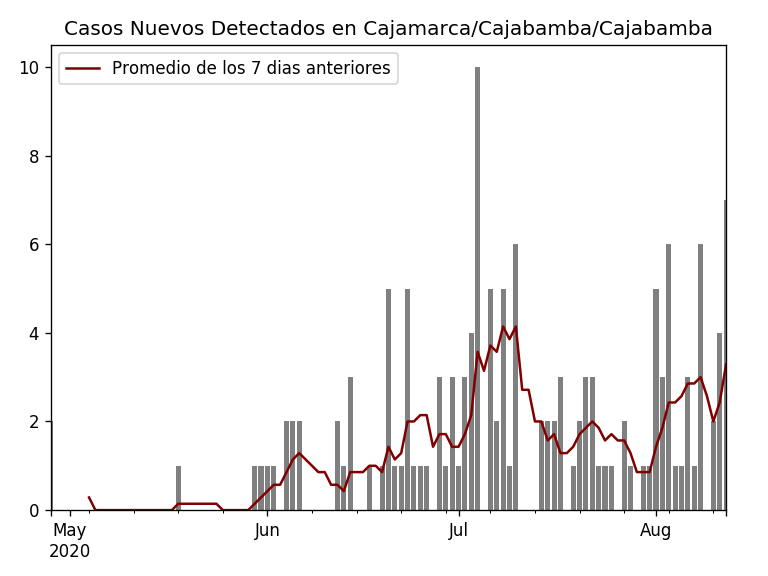 Casos Nuevos Detectados en Cajamarca/Cajabamba/Cajabamba
Promedio de los 7 dias anteriores
10
8
6
4
2
0
May Jun Jul Aug
2020